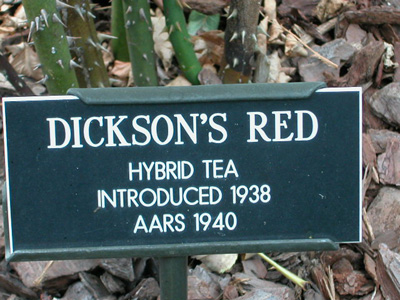 DICKSON'S RED
HYBRID TEA
INTRODUCED 1938
AARS 1940